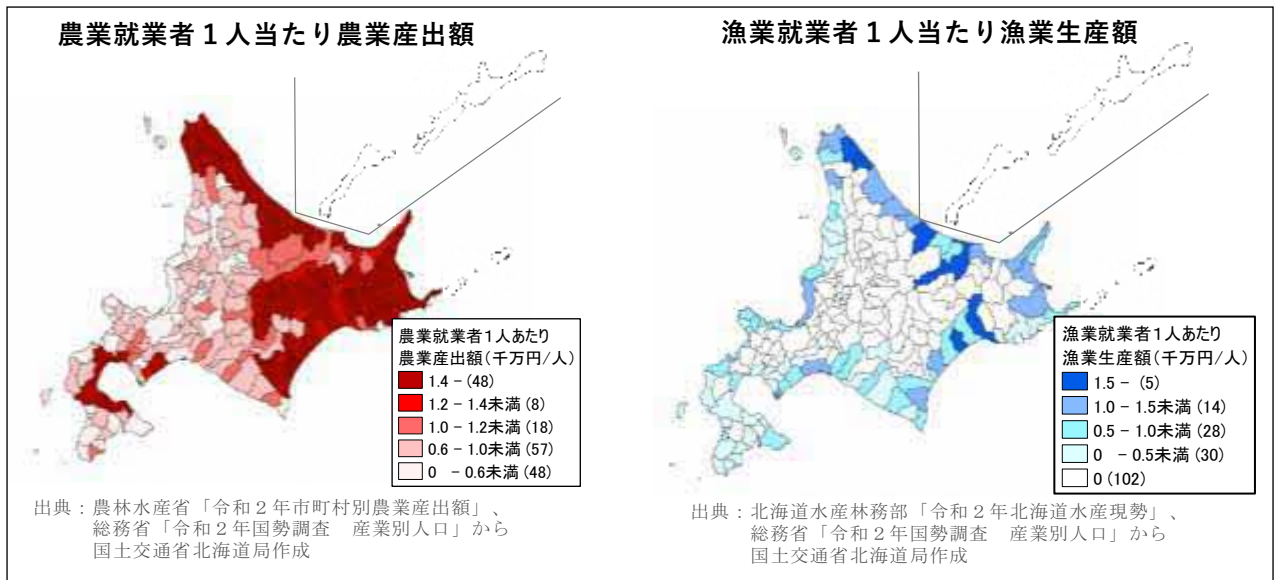 農業就業者１人当たり農業産出額
農業就業者1人あたり
農業産出額(千万円/人)
1.4 − (48)
1.2 − 1.4未満(8)
1.0 − 1.2未満(18)
0.6 − 1.0未満(57)
0 − 0.6未満(48)
出典：農林水産省「令和２年市町村別農業産出額」、
総務省「令和２年国勢調査　産業別人口」から
国土交通省北海道局作成
漁業就業者１人当たり漁業生産額
漁業就業者1人あたり
漁業生産額(千万円/人)
1.5 − (5)
1.0 − 1.5未満(14)
0.5 − 1.0未満(28)
0 − 0.5未満(30)
0 (102)
出典：北海道水産林務部「令和２年北海道水産現勢」、
総務省「令和２年国勢調査　産業別人口」から
国土交通省北海道局作成